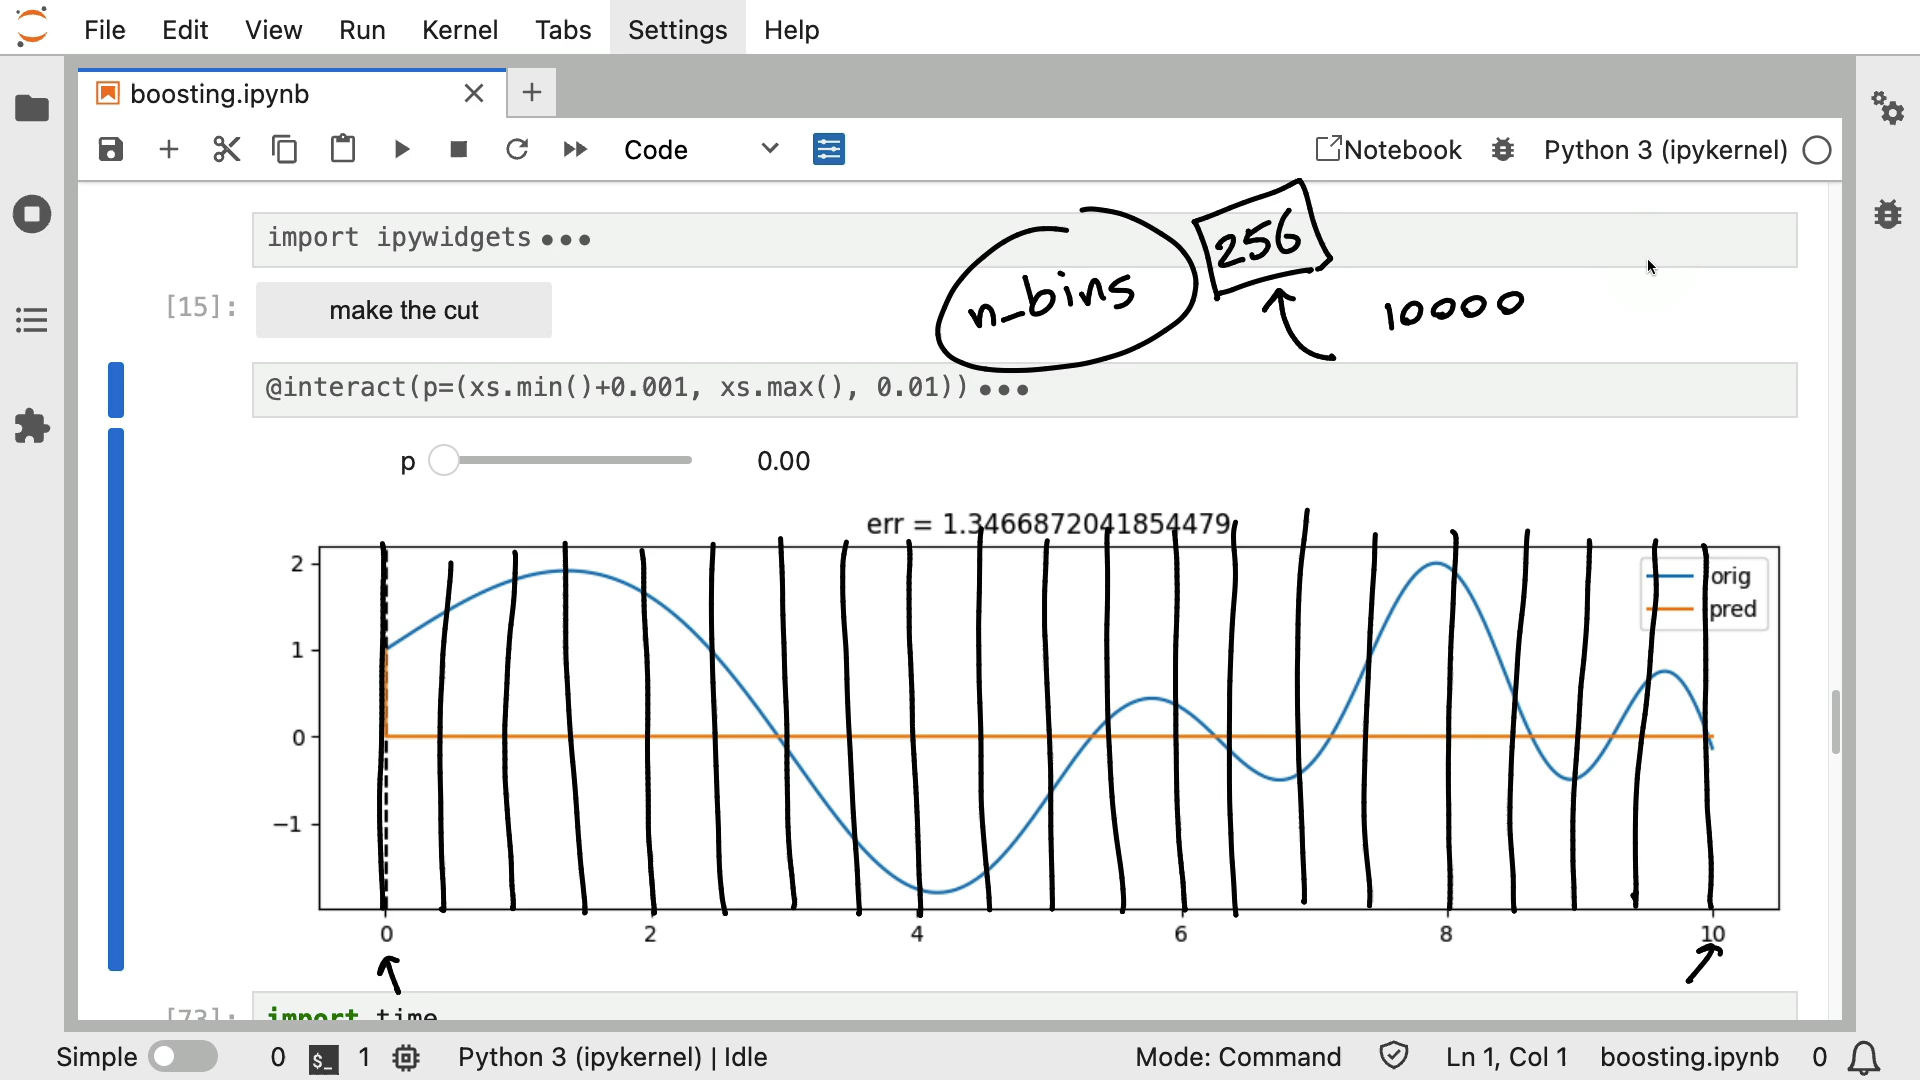 File Edit View Run Kernel Tabs Settings Help
boosting.ipynb
Code Notebook Python 3 (ipykernel)
import ipywidgets •••
256
n_bins
10000
[15]: make the cut
@interact(p=(xs.min()+0.001, xs.max(), 0.01)) •••
p 0.00
err = 1.3466872041854479
2
1
0
−1
orig
pred
0 2 4 6 8 10
[73]: import time
Simple 0 $_ 1 Python 3 (ipykernel) | Idle Mode: Command Ln 1, Col 1 boosting.ipynb 0